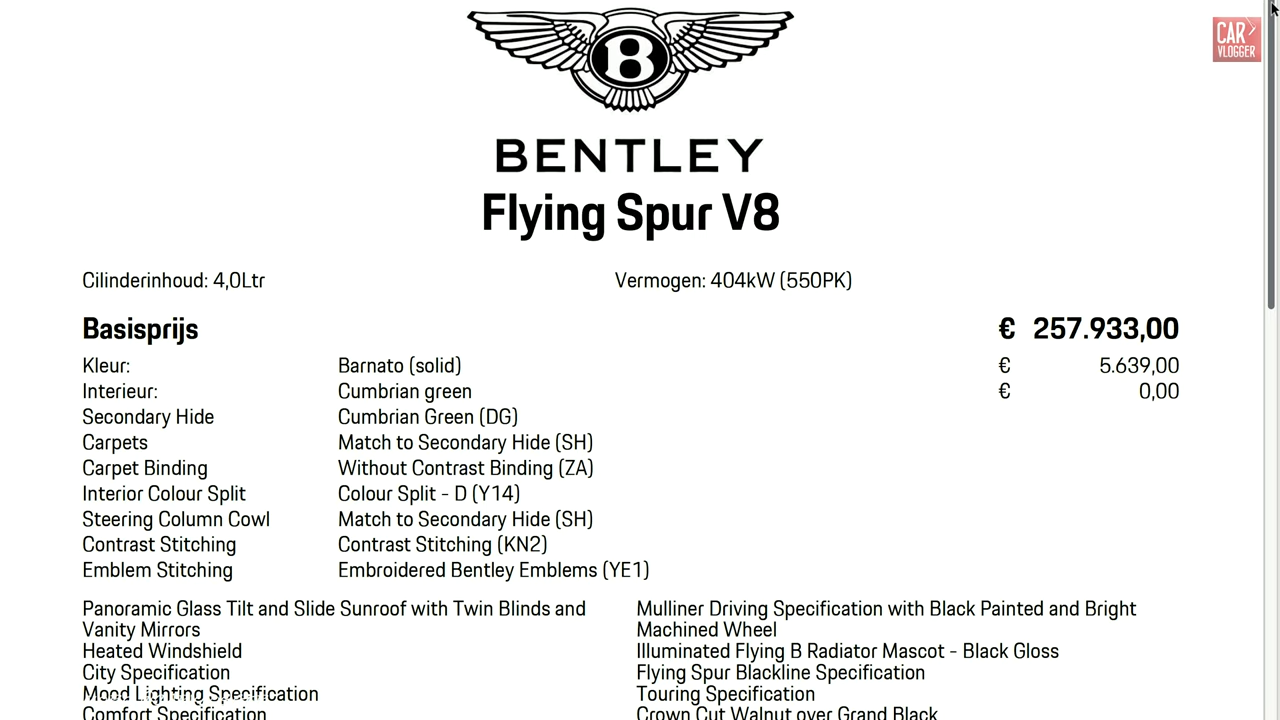 B
CAR
VLOGGER
BENTLEY
Flying Spur V8
Cilinderinhoud: 4,0Ltr Vermogen: 404kW (550PK)
Basisprijs € 257.933,00
Kleur: Barnato (solid) € 5.639,00
Interieur: Cumbrian green € 0,00
Secondary Hide Cumbrian Green (DG)
Carpets Match to Secondary Hide (SH)
Carpet Binding Without Contrast Binding (ZA)
Interior Colour Split Colour Split - D (Y14)
Steering Column Cowl Match to Secondary Hide (SH)
Contrast Stitching Contrast Stitching (KN2)
Emblem Stitching Embroidered Bentley Emblems (YE1)
Panoramic Glass Tilt and Slide Sunroof with Twin Blinds and
Vanity Mirrors
Heated Windshield
City Specification
Mood Lighting Specification
Comfort Specification
Mulliner Driving Specification with Black Painted and Bright
Machined Wheel
Illuminated Flying B Radiator Mascot - Black Gloss
Flying Spur Blackline Specification
Touring Specification
Crown Cut Walnut over Grand Black